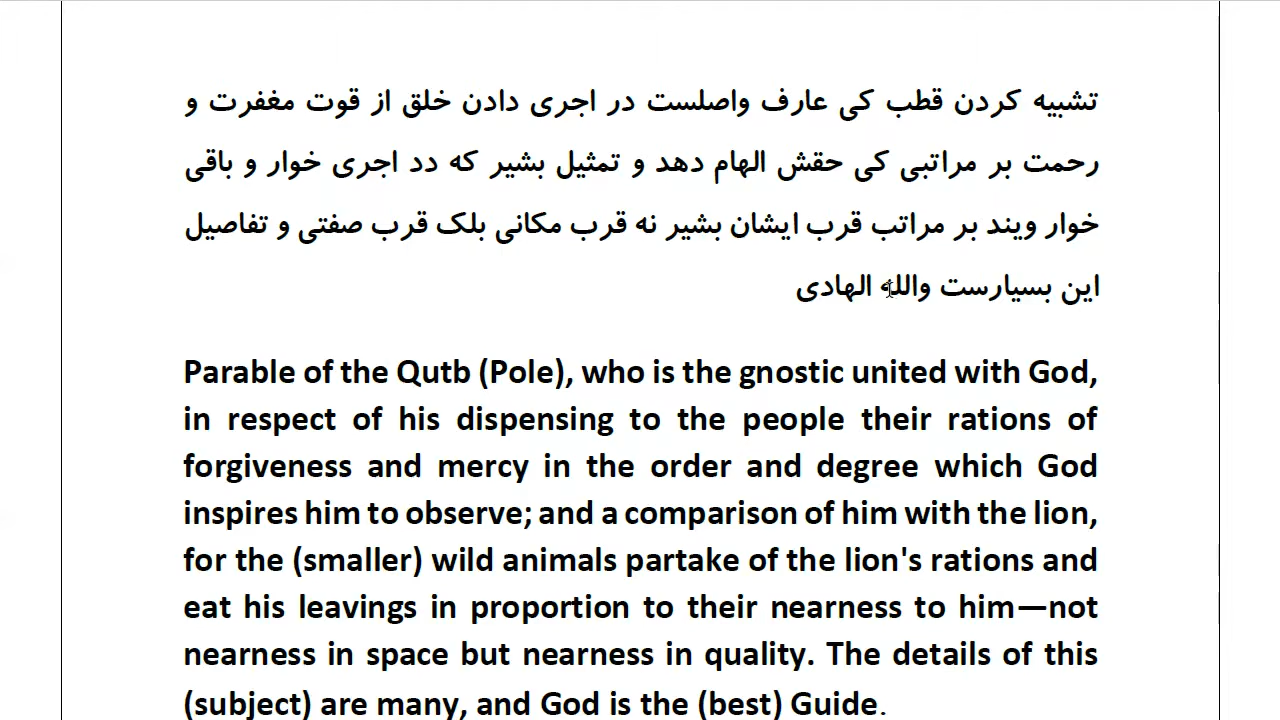 تشبیه کردن قطب کی عارف واصلست در اجری دادن خلق از قوت مغفرت و
رحمت بر مراتبی کی حقش الهام دهد و تمثیل بشیر که دد اجری خوار و باقی
خوار ویند بر مراتب قرب ایشان بشیر نه قرب مکانی بلک قرب صفتی و تفاصیل
این بسیارست والله الهادی
Parable of the Qutb (Pole), who is the gnostic united with God,
in respect of his dispensing to the people their rations of
forgiveness and mercy in the order and degree which God
inspires him to observe; and a comparison of him with the lion,
for the (smaller) wild animals partake of the lion's rations and
eat his leavings in proportion to their nearness to him—not
nearness in space but nearness in quality. The details of this
(subject) are many, and God is the (best) Guide.